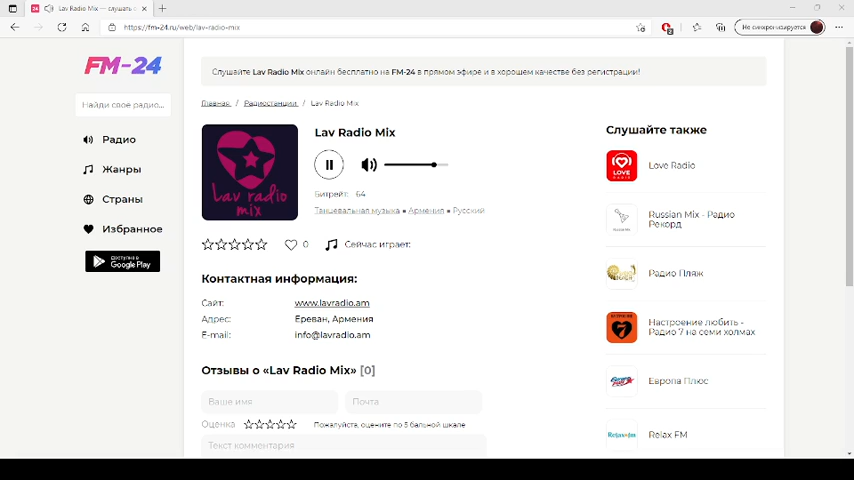 Lav Radio Mix — слушать о
https://fm-24.ru/web/lav-radio-mix
Не синхронизируется
FM-24
Найди свое радио...
Радио
Жанры
Страны
Избранное
ДОСТУПНО В
Google Play
Слушайте Lav Radio Mix онлайн бесплатно на FM-24 в прямом эфире и в хорошем качестве без регистрации!
Главная / Радиостанции / Lav Radio Mix
Lav radio
mix
Lav Radio Mix
Битрейт: 64
Танцевальная музыка • Армения • Русский
0
Сейчас играет:
Контактная информация:
Сайт: www.lavradio.am
Адрес: Ереван, Армения
E-mail: info@lavradio.am
Отзывы о «Lav Radio Mix» [0]
Ваше имя
Почта
Оценка
Пожалуйста, оцените по 5 бальной шкале
Текст комментария
Слушайте также
LOVE
Love Radio
Russian Mix - Радио
Рекорд
Радио Пляж
7
Настроение любить -
Радио 7 на семи холмах
Европа Плюс
Relax FM
Relax FM